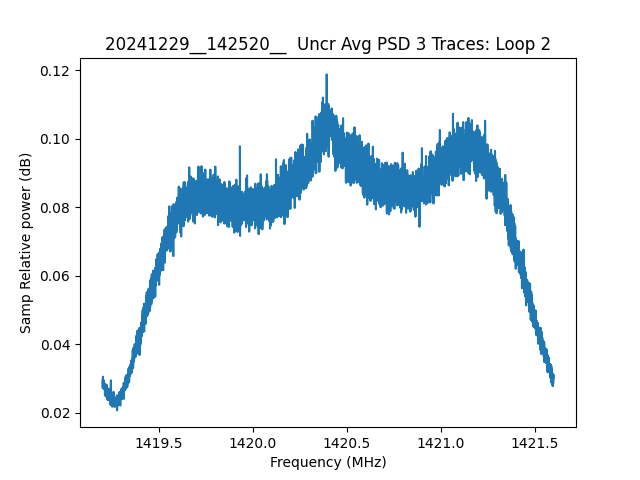 20241229__142520__  Uncr Avg PSD 3 Traces: Loop 2
0.12
0.10
0.08
0.06
0.04
0.02
Samp Relative power (dB)
1419.5 1420.0 1420.5 1421.0 1421.5
Frequency (MHz)